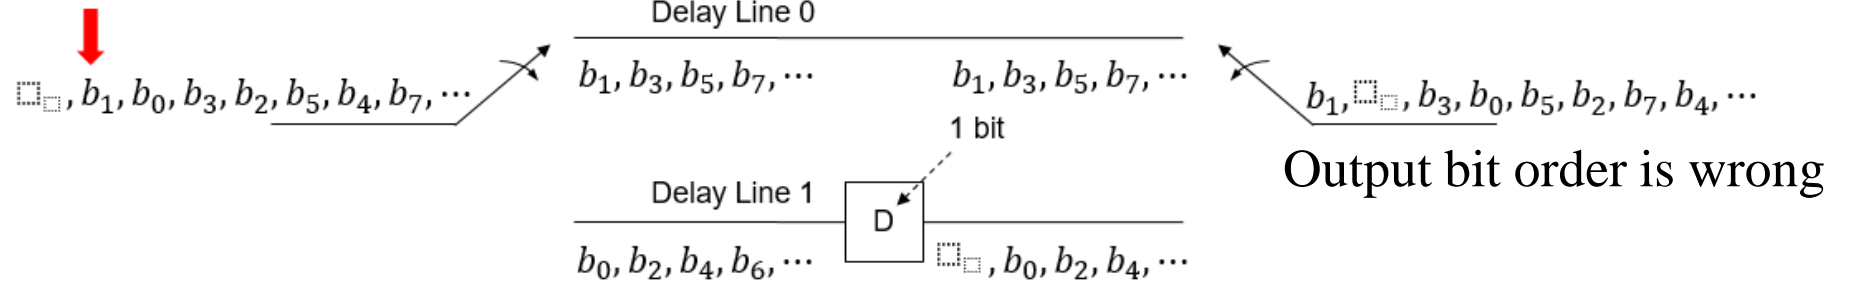 Delay Line 0
⬚⬚, b₁, b₀, b₃, b₂, b₅, b₄, b₇, ⋯
b₁, b₃, b₅, b₇, ⋯
b₁, b₃, b₅, b₇, ⋯
b₁, ⬚⬚, b₃, b₀, b₅, b₂, b₇, b₄, ⋯
1 bit
Output bit order is wrong
Delay Line 1
D
b₀, b₂, b₄, b₆, ⋯
⬚⬚, b₀, b₂, b₄, ⋯